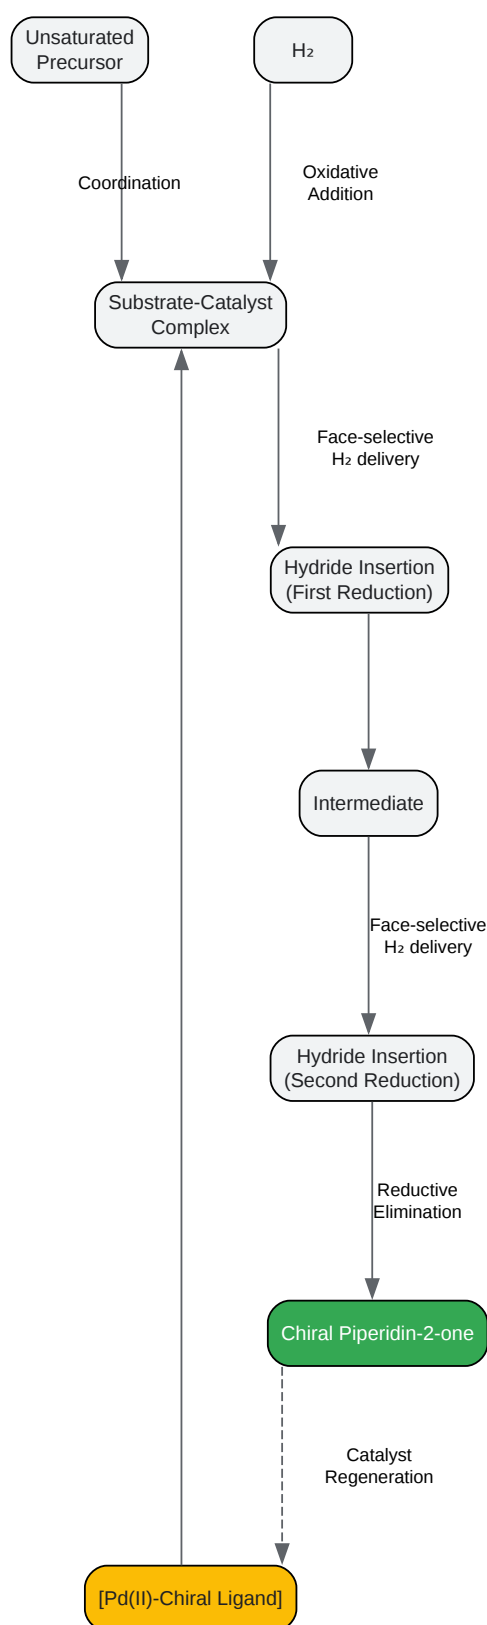 Unsaturated
Precursor
H₂
Coordination
Oxidative
Addition
Substrate-Catalyst
Complex
Face-selective
H₂ delivery
Hydride Insertion
(First Reduction)
Intermediate
Face-selective
H₂ delivery
Hydride Insertion
(Second Reduction)
Reductive
Elimination
Chiral Piperidin-2-one
Catalyst
Regeneration
[Pd(II)-Chiral Ligand]